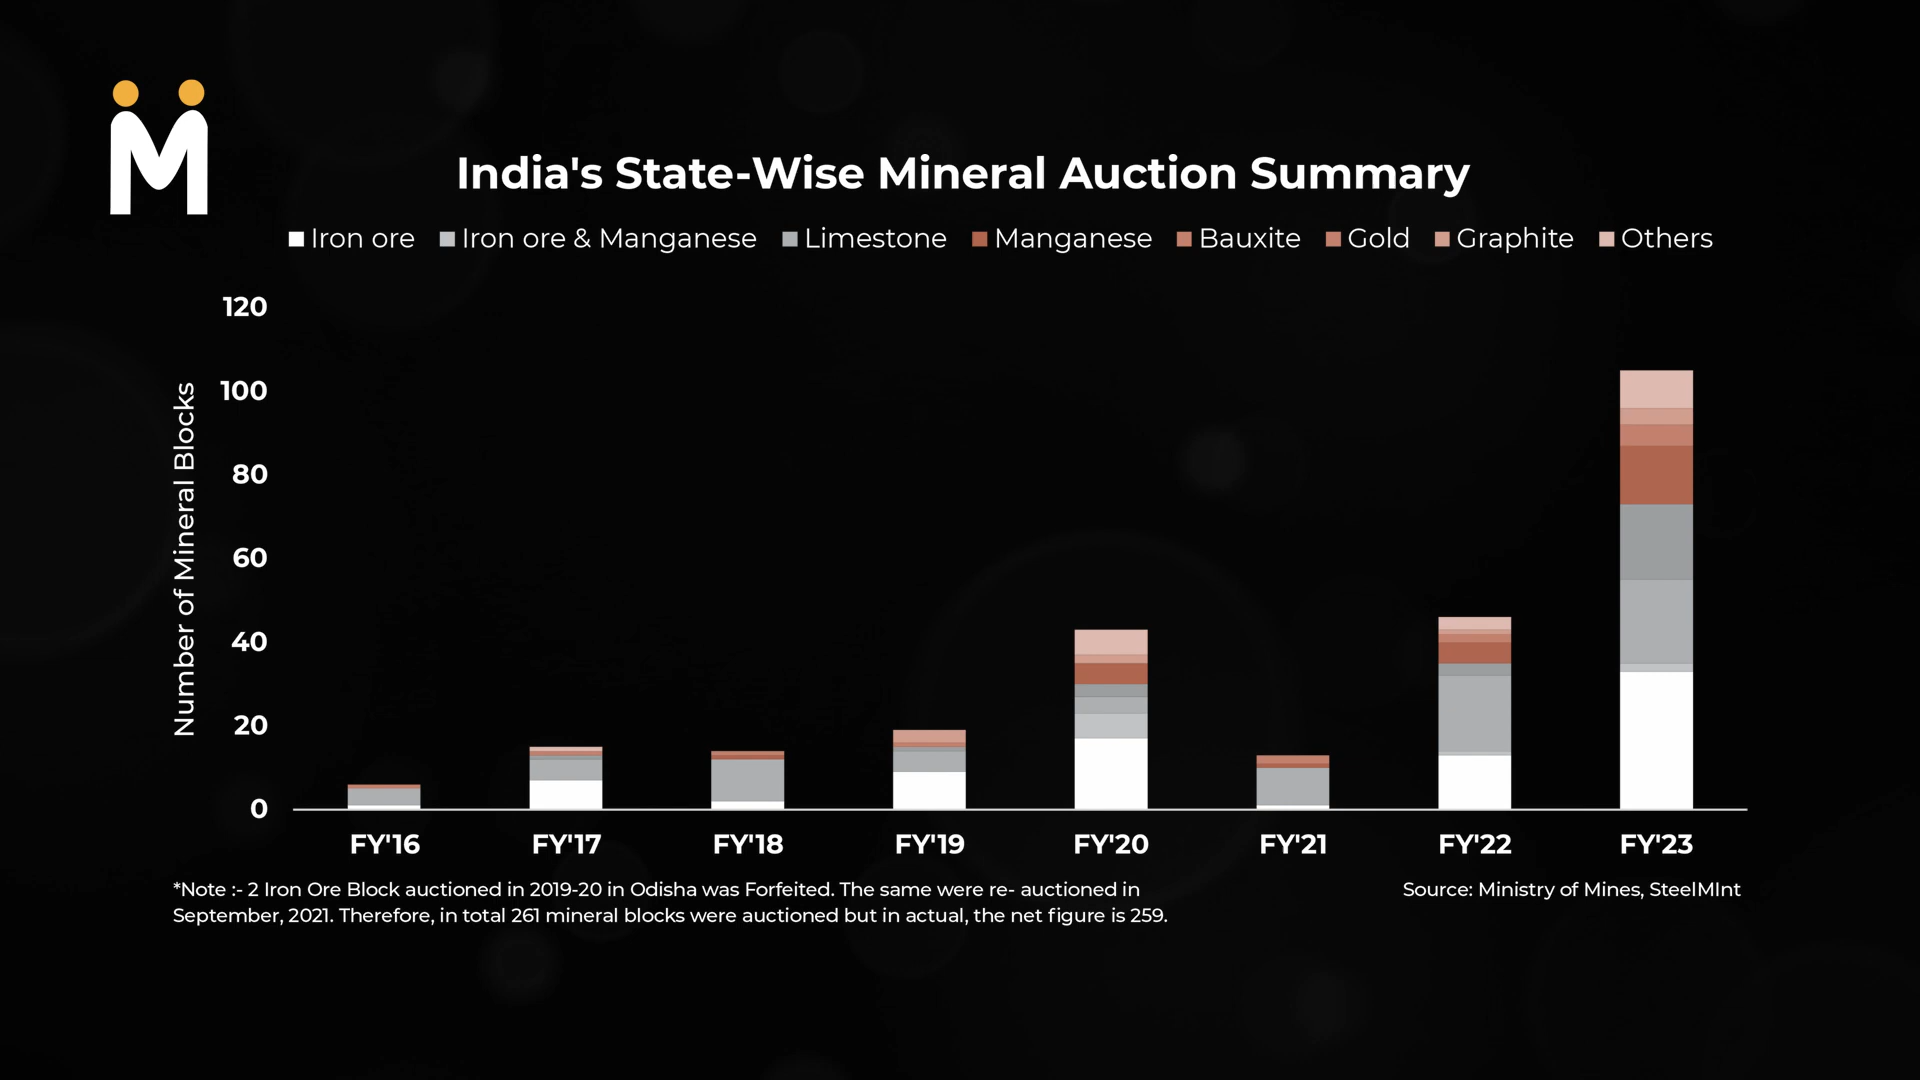 India's State-Wise Mineral Auction Summary
Iron ore Iron ore & Manganese Limestone Manganese Bauxite Gold Graphite Others
120
100
80
60
40
20
0
Number of Mineral Blocks
FY'16 FY'17 FY'18 FY'19 FY'20 FY'21 FY'22 FY'23
*Note :- 2 Iron Ore Block auctioned in 2019-20 in Odisha was Forfeited. The same were re- auctioned in
September, 2021. Therefore, in total 261 mineral blocks were auctioned but in actual, the net figure is 259.
Source: Ministry of Mines, SteelMInt